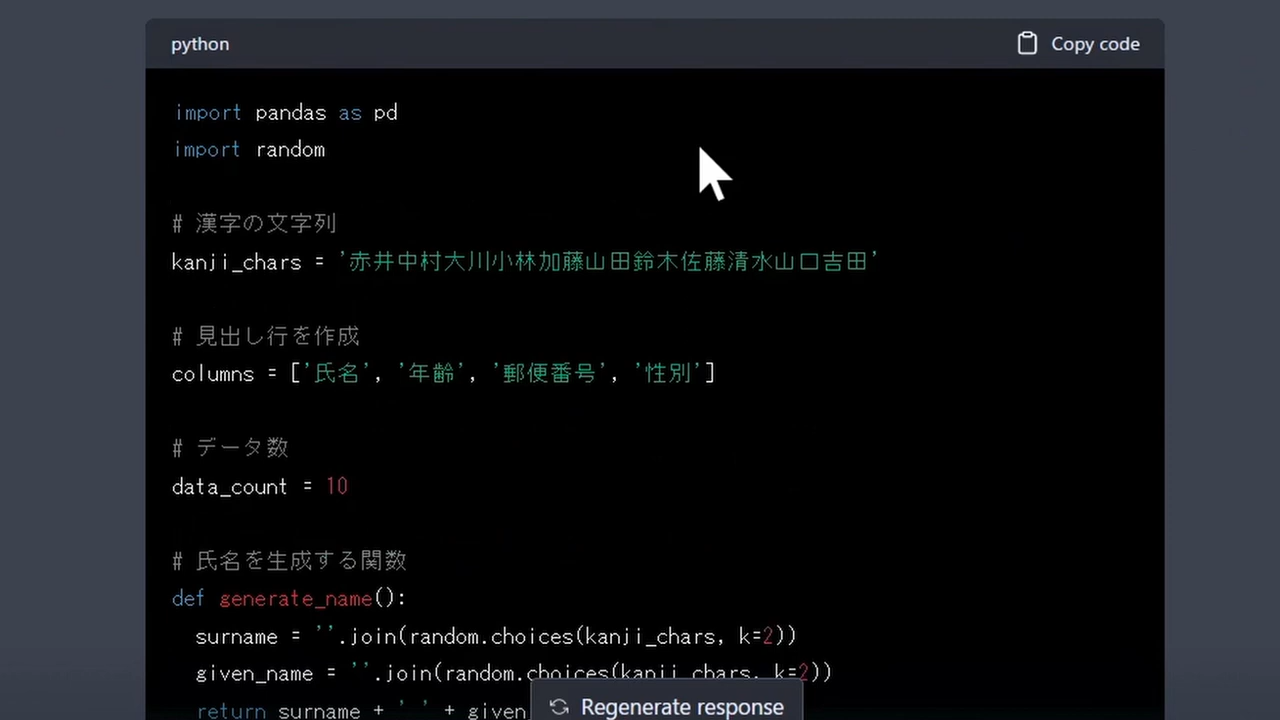 python
Copy code
import pandas as pd
import random
# 漢字の文字列
kanji_chars = '赤井中村大川小林加藤山田鈴木佐藤清水山口吉田'
# 見出し行を作成
columns = ['氏名', '年齢', '郵便番号', '性別']
# データ数
data_count = 10
# 氏名を生成する関数
def generate_name():
surname = ''.join(random.choices(kanji_chars, k=2))
given_name = ''.join(random.choices(kanji_chars, k=2))
return surname + ' ' + given
Regenerate response